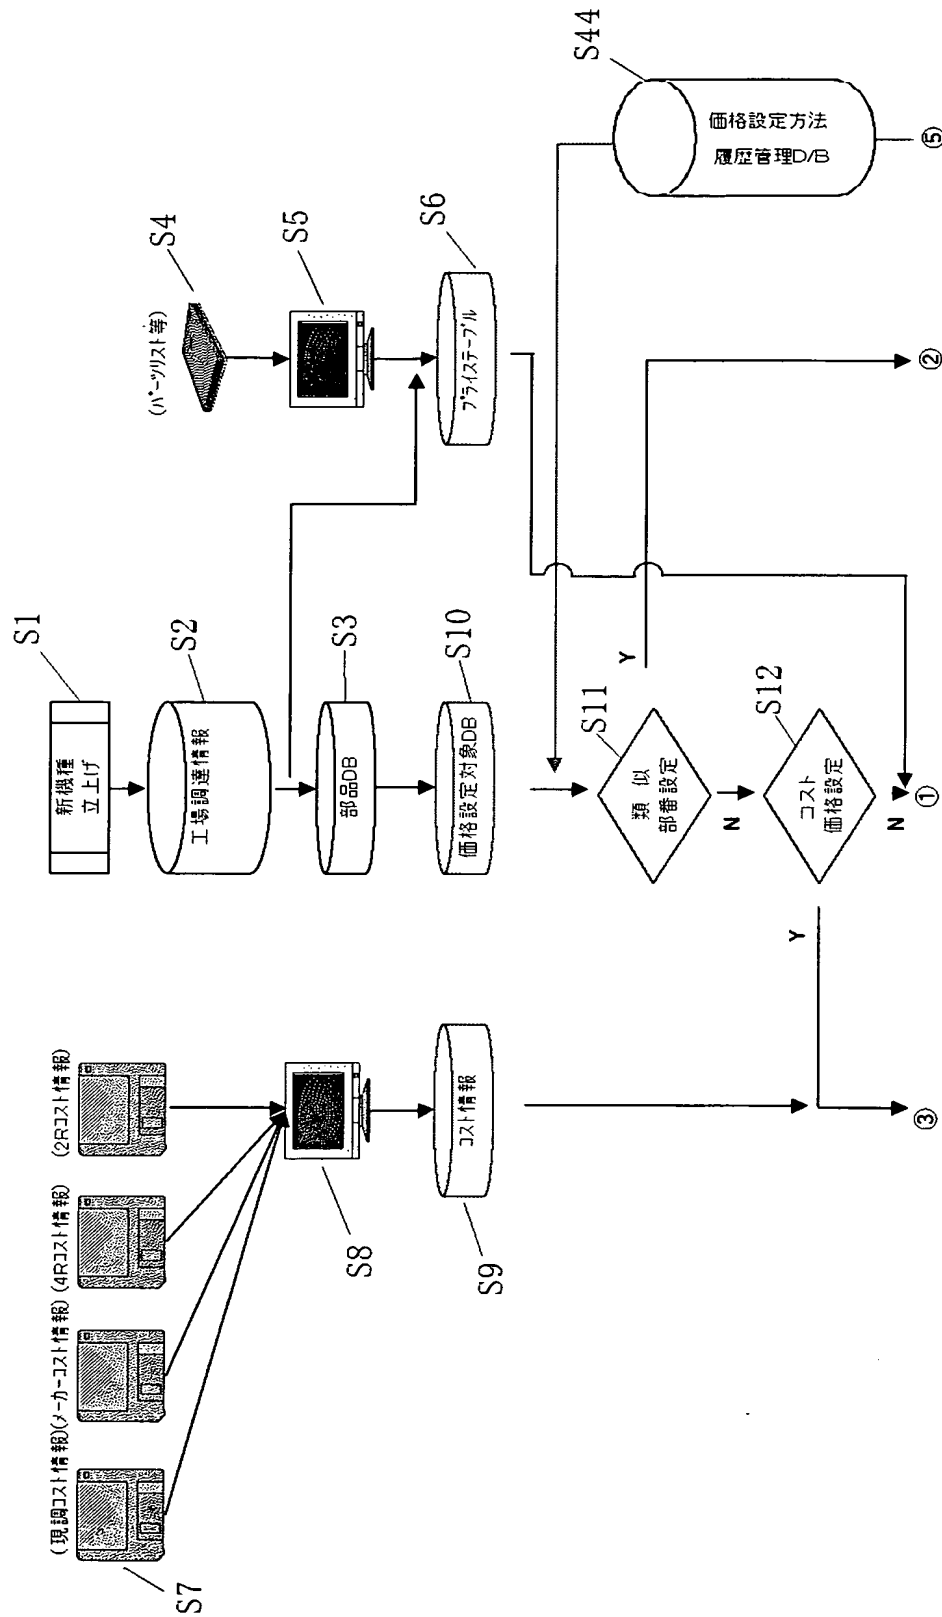 (現調コスト情報)(メーカーコスト情報)(4Rコスト情報)(2Rコスト情報)
S7
S8
コスト情報
S9
新機種
立上げ
S1
工場調達情報
S2
部品DB
S3
価格設定対象DB
S10
(パーツリスト等)
S4
S5
プライステーブル
S6
価格設定方法
履歴管理D/B
S44
類似
部番設定
S11
Y
N
コスト
価格設定
S12
Y
N
③
①
②
⑤